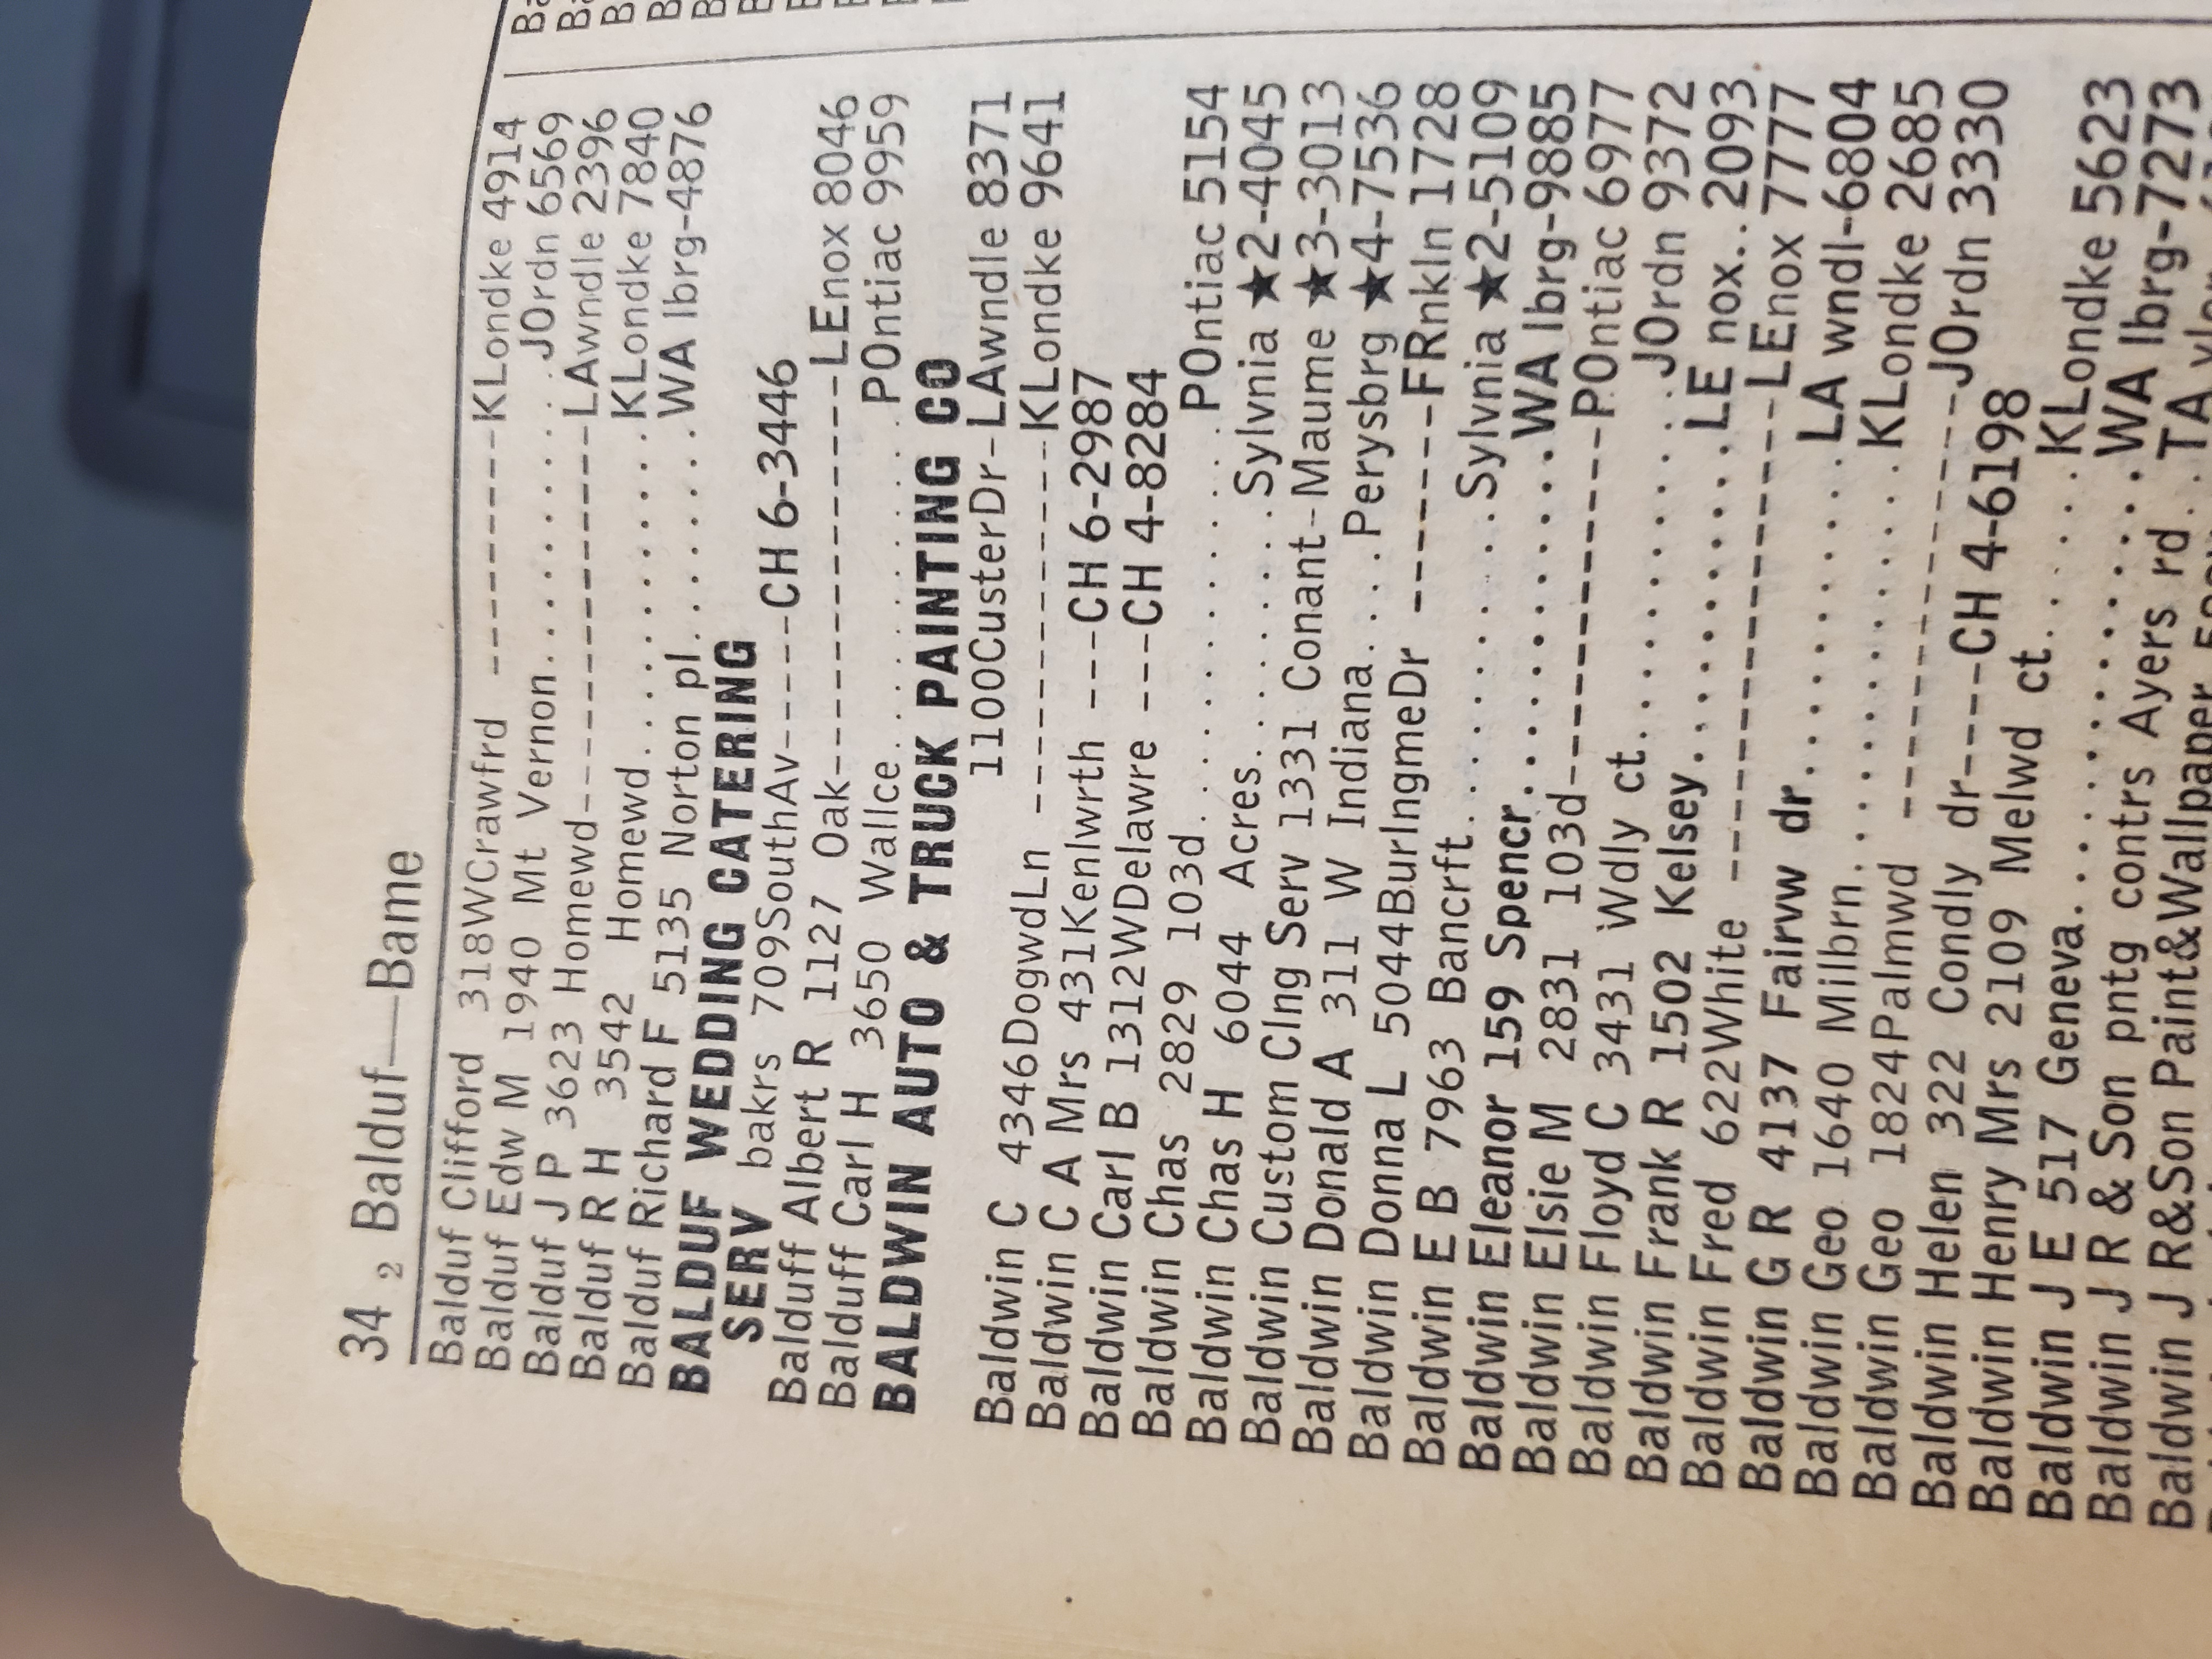 34 2 Balduf—Bame
Balduf Clifford 318WCrawfrd ----------KLondke 4914
Balduf Edw M 1940 Mt Vernon..........JOrdn 6569
Balduf J P 3623 Homewd--------------LAwndle 2396
Balduf R H 3542 Homewd............KLondke 7840
Balduf Richard F 5135 Norton pl........WA lbrg-4876
BALDUF WEDDING CATERING
SERV bakrs 709SouthAv-----CH 6-3446
Balduff Albert R 1127 Oak---------------LEnox 8046
Balduff Carl H 3650 Wallce............POntiac 9959
BALDWIN AUTO & TRUCK PAINTING CO
1100CusterDr-LAwndle 8371
Baldwin C 4346DogwdLn --------------KLondke 9641
Baldwin C A Mrs 431Kenlwrth ---CH 6-2987
Baldwin Carl B 1312WDelawre ---CH 4-8284
Baldwin Chas 2829 103d..............POntiac 5154
Baldwin Chas H 6044 Acres.........Sylvnia ★2-4045
Baldwin Custom Clng Serv 1331 Conant-Maume ★3-3013
Baldwin Donald A 311 W Indiana....Perysbrg ★4-7536
Baldwin Donna L 5044BurlngmeDr ------FRnkln 1728
Baldwin E B 7963 Bancrft..........Sylvnia ★2-5109
Baldwin Eleanor 159 Spencr............WA lbrg-9885
Baldwin Elsie M 2831 103d-------------POntiac 6977
Baldwin Floyd C 3431 Wdly ct...........JOrdn 9372
Baldwin Frank R 1502 Kelsey..........LE nox..2093
Baldwin Fred 622White ----------------LEnox 7777
Baldwin G R 4137 Fairvw dr...........LA wndl-6804
Baldwin Geo 1640 Milbrn.............KLondke 2685
Baldwin Geo 1824Palmwd --------------JOrdn 3330
Baldwin Helen 322 Condly dr----CH 4-6198
Baldwin Henry Mrs 2109 Melwd ct......KLondke 5623
Baldwin J E 517 Geneva..............WA lbrg-7273
Baldwin J R & Son pntg contrs Ayers rd..TA
Baldwin J R&Son Paint&Wallpaper